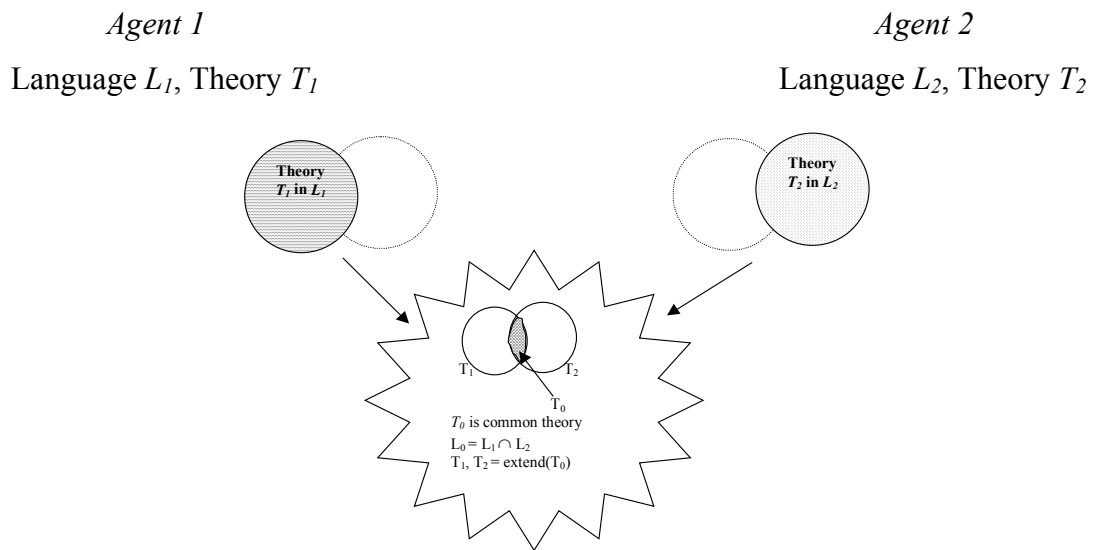 Agent 1
Language L₁, Theory T₁
Agent 2
Language L₂, Theory T₂
Theory
T₁ in L₁
Theory
T₂ in L₂
T₁
T₂
T₀
T₀ is common theory
L₀ = L₁ ∩ L₂
T₁, T₂ = extend(T₀)